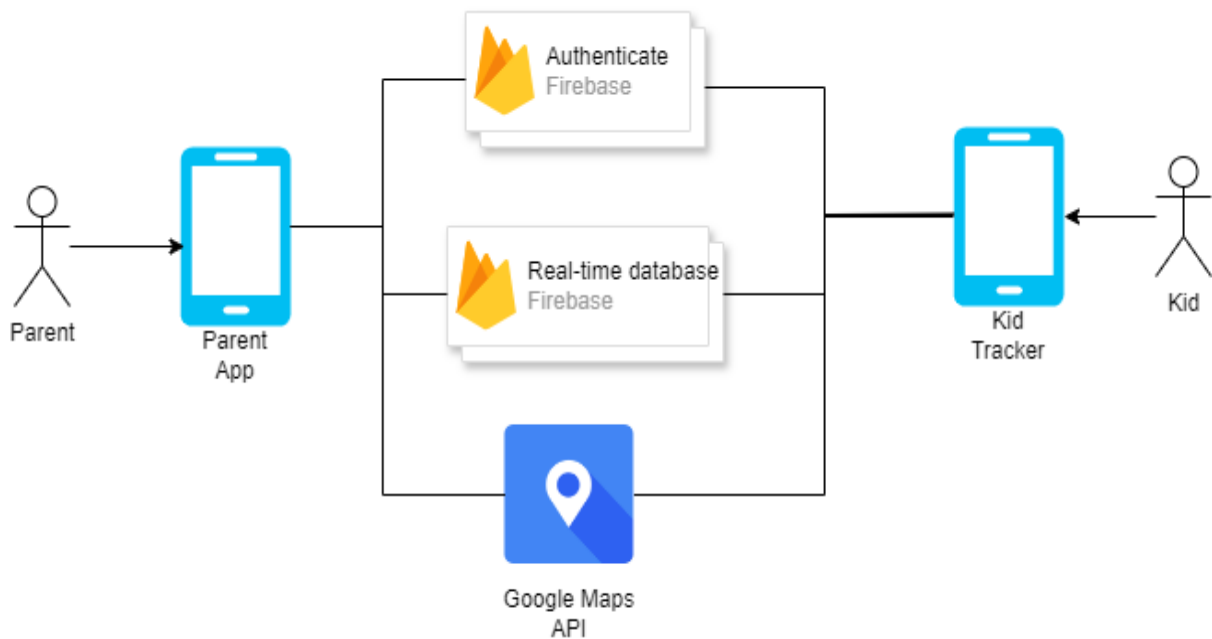 Authenticate
Firebase
Real-time database
Firebase
Parent
Parent
App
Kid
Tracker
Kid
Google Maps
API